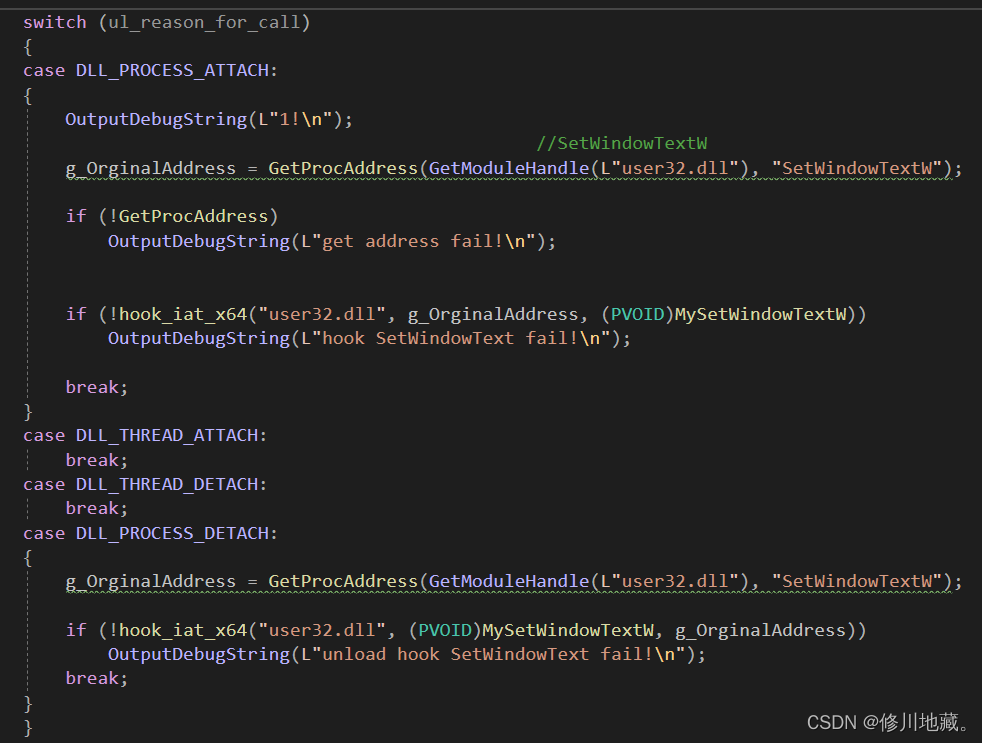 switch (ul_reason_for_call)
{
case DLL_PROCESS_ATTACH:
{
    OutputDebugString(L"1!\n");
                                                //SetWindowTextW
    g_OrginalAddress = GetProcAddress(GetModuleHandle(L"user32.dll"), "SetWindowTextW");
    if (!GetProcAddress)
        OutputDebugString(L"get address fail!\n");
    if (!hook_iat_x64("user32.dll", g_OrginalAddress, (PVOID)MySetWindowTextW))
        OutputDebugString(L"hook SetWindowText fail!\n");
    break;
}
case DLL_THREAD_ATTACH:
    break;
case DLL_THREAD_DETACH:
    break;
case DLL_PROCESS_DETACH:
{
    g_OrginalAddress = GetProcAddress(GetModuleHandle(L"user32.dll"), "SetWindowTextW");
    if (!hook_iat_x64("user32.dll", (PVOID)MySetWindowTextW, g_OrginalAddress))
        OutputDebugString(L"unload hook SetWindowText fail!\n");
    break;
}
}
CSDN @修川地藏。